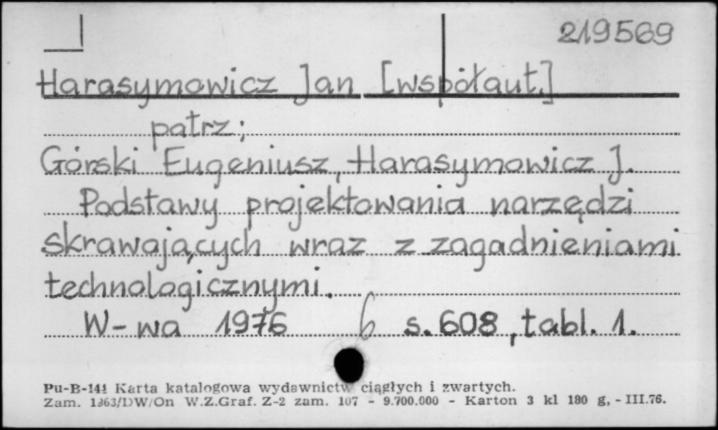 219569
Harasymowicz Jan [współaut.]
patrz:
Górski Eugeniusz, Harasymowicz J.
Podstawy projektowania narzędzi
skrawających wraz z zagadnieniami
technologicznymi.
W-wa 1976 s. 608, tabl. 1.
Pu-B-141 Karta katalogowa wydawnictw ciągłych i zwartych.
Zam. 1363/DW/On W.Z.Graf. Z-2 zam. 107 - 9.700.000 - Karton 3 kl 180 g, - III.76.